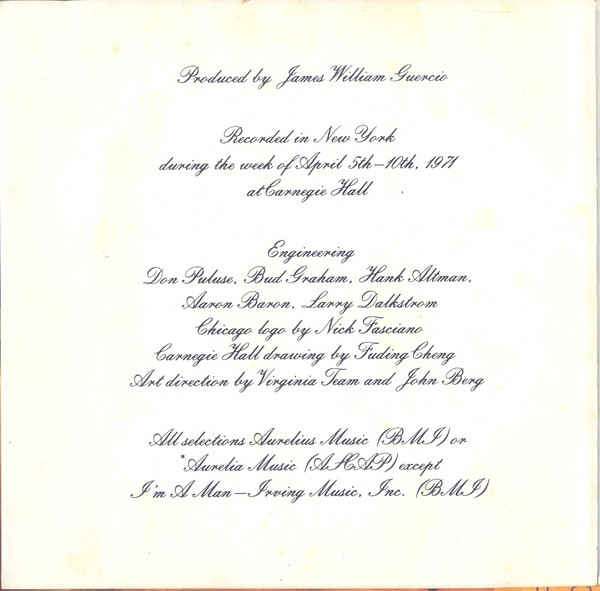 Produced by James William Guercio
Recorded in New York
during the week of April 5th-10th, 1971
at Carnegie Hall
Engineering
Don Puluse, Bud Graham, Hank Altman,
Aaron Baron, Larry Dalkstrom
Chicago logo by Nick Fasciano
Carnegie Hall drawing by Fuding Cheng
Art direction by Virginia Team and John Berg
All selections Aurelius Music (BMI) or
*Aurelia Music (ASCAP) except
I'm A Man—Irving Music, Inc. (BMI)